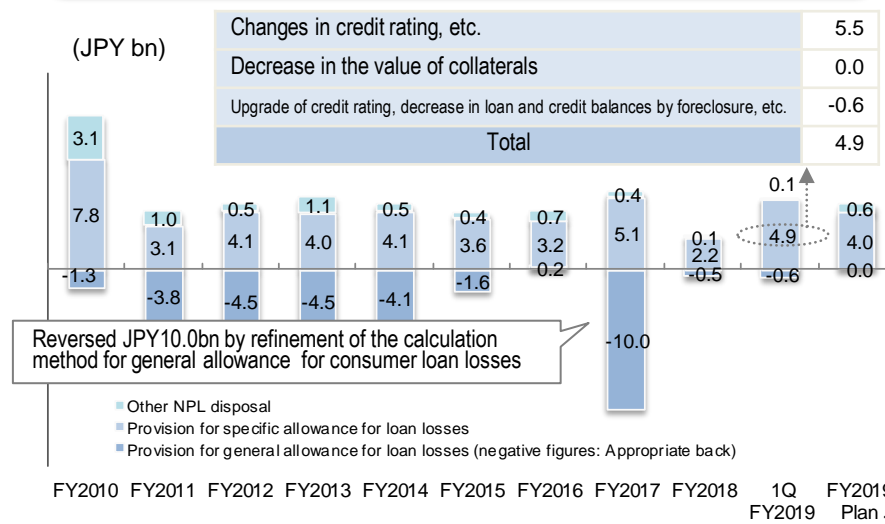 (JPY bn)
Changes in credit rating, etc. 5.5
Decrease in the value of collaterals 0.0
Upgrade of credit rating, decrease in loan and credit balances by foreclosure, etc. -0.6
Total 4.9
3.1 1.0 0.5 1.1 0.5 0.4 0.7 0.4 0.1 0.1 0.6
7.8 3.1 4.1 4.0 4.1 3.6 3.2 5.1 2.2 4.9 4.0
-1.3 -3.8 -4.5 -4.5 -4.1 -1.6 0.2 -10.0 -0.5 -0.6 0.0
Reversed JPY10.0bn by refinement of the calculation
method for general allowance for consumer loan losses
Other NPL disposal
Provision for specific allowance for loan losses
Provision for general allowance for loan losses (negative figures: Appropriate back)
FY2010 FY2011 FY2012 FY2013 FY2014 FY2015 FY2016 FY2017 FY2018 1Q FY2019
FY2019 Plan